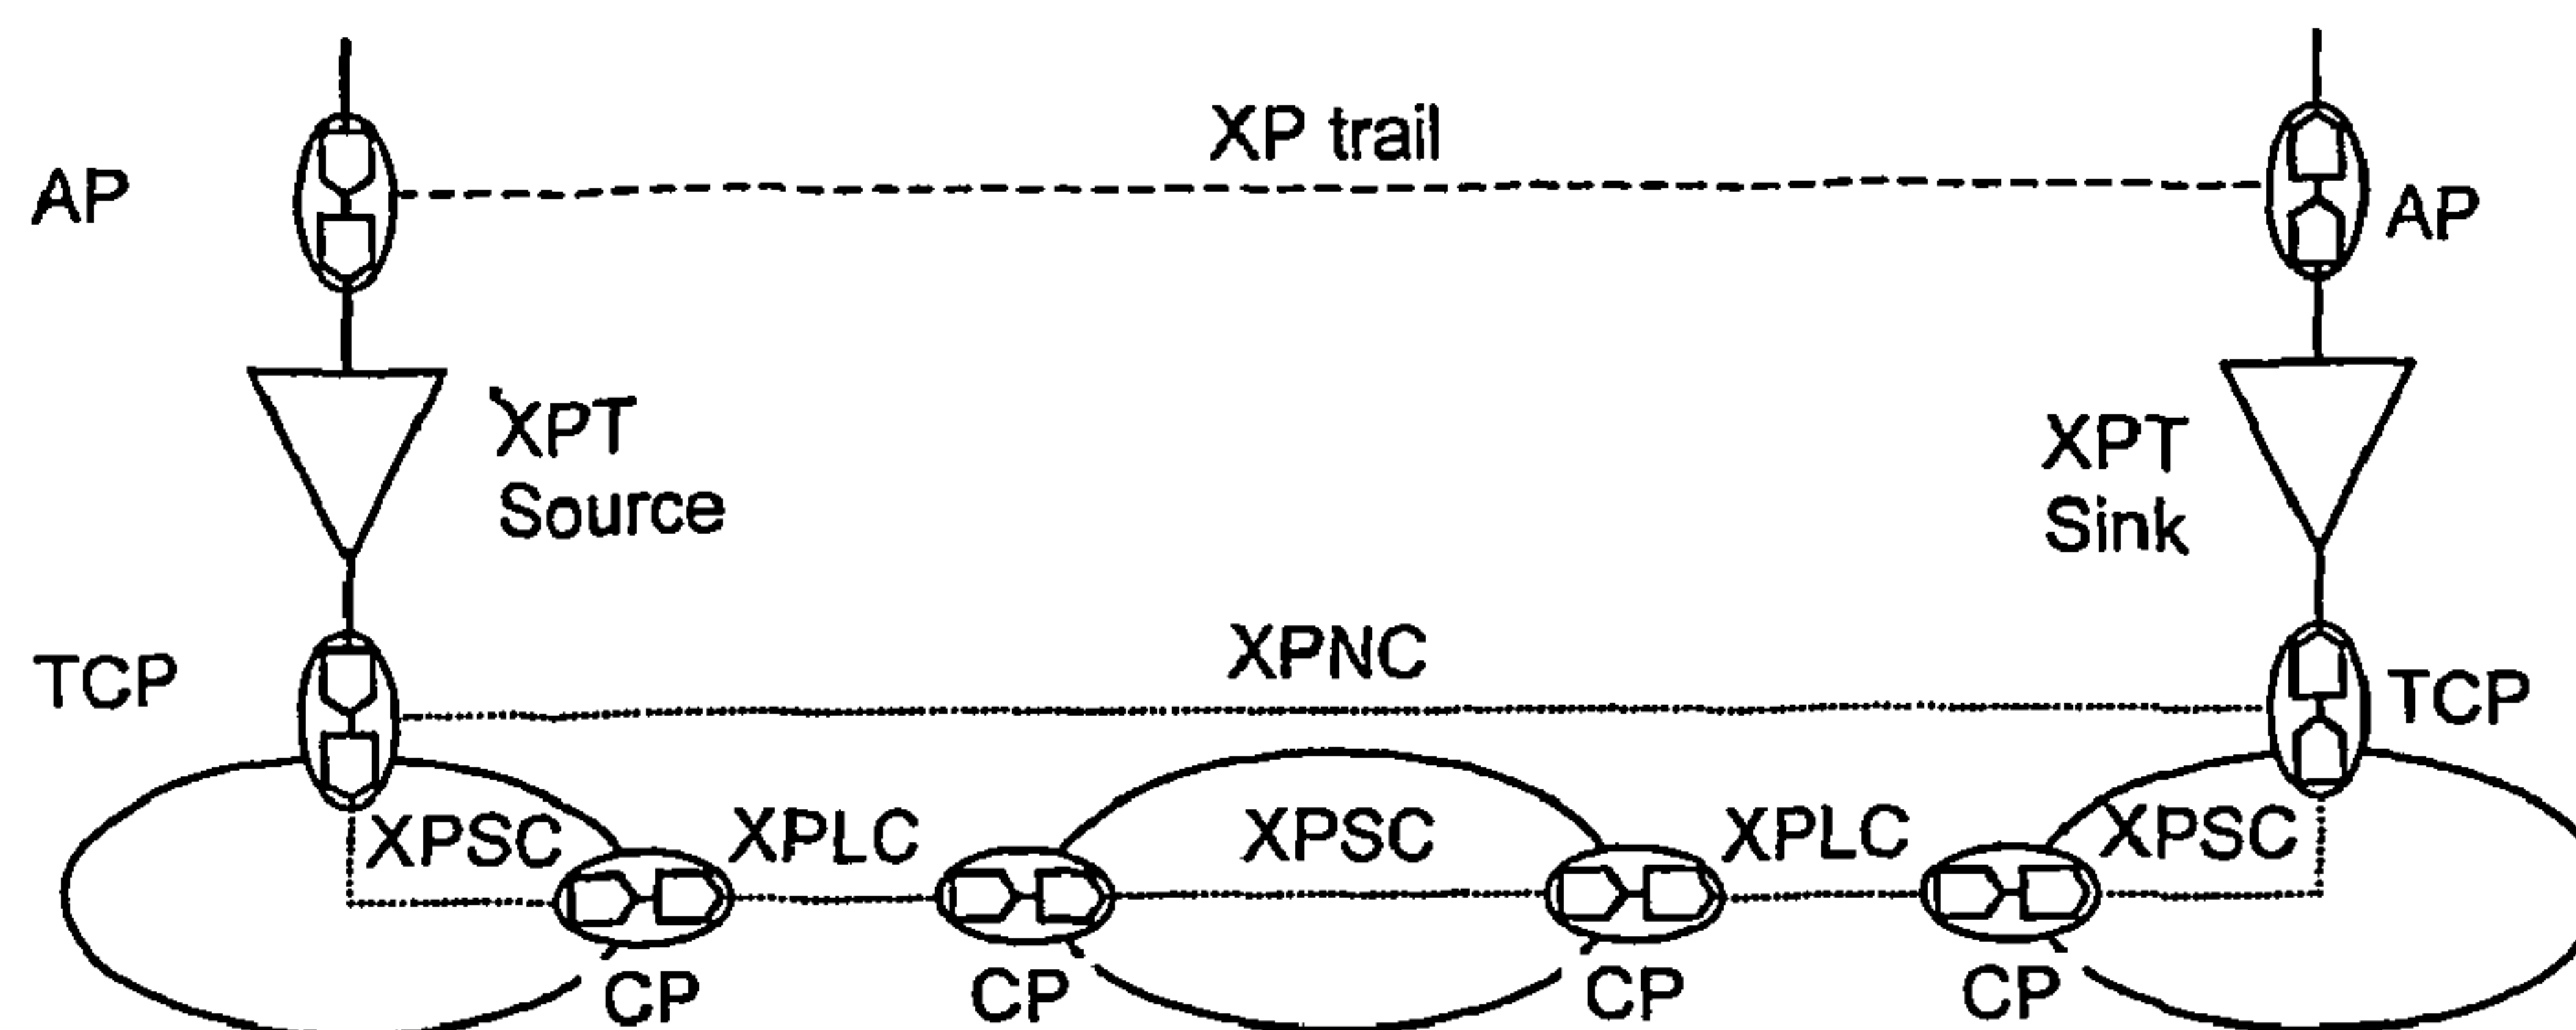 XP trail
AP
AP
XPT
Source
XPT
Sink
XPNC
TCP
TCP
XPSC
XPLC
XPSC
XPLC
XPSC
CP
CP
CP
CP